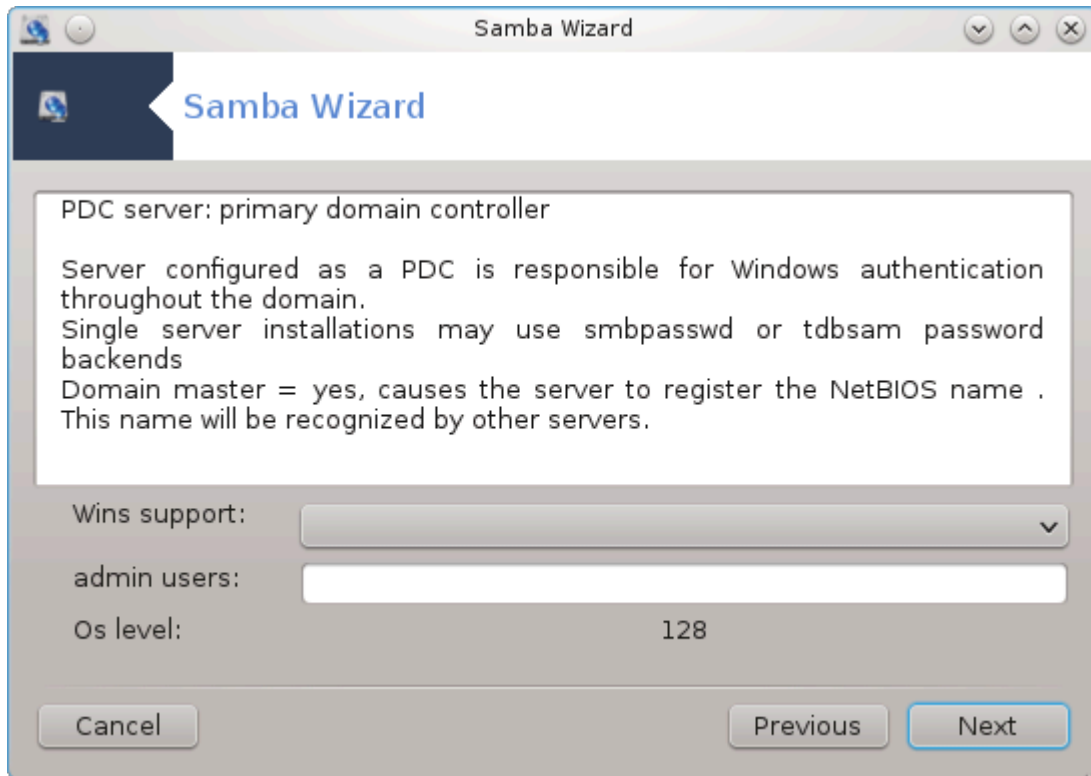 Samba Wizard
Samba Wizard
PDC server: primary domain controller
Server configured as a PDC is responsible for Windows authentication
throughout the domain.
Single server installations may use smbpasswd or tdbsam password
backends
Domain master = yes, causes the server to register the NetBIOS name .
This name will be recognized by other servers.
Wins support:
admin users:
Os level: 128
Cancel Previous Next